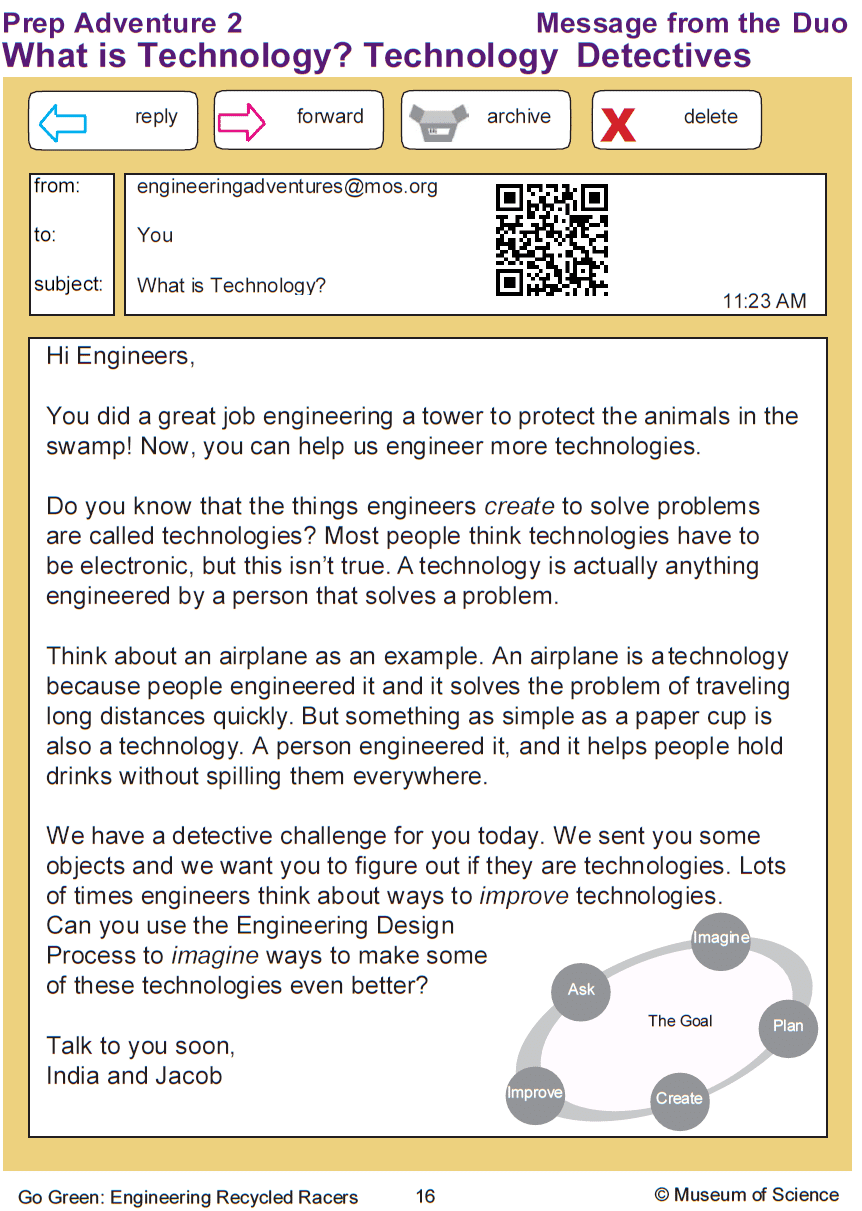 Prep Adventure 2 Message from the Duo
What is Technology? Technology Detectives
reply forward archive delete
from: engineeringadventures@mos.org
to: You
subject: What is Technology?
11:23 AM
Hi Engineers,
You did a great job engineering a tower to protect the animals in the
swamp! Now, you can help us engineer more technologies.
Do you know that the things engineers create to solve problems
are called technologies? Most people think technologies have to
be electronic, but this isn’t true. A technology is actually anything
engineered by a person that solves a problem.
Think about an airplane as an example. An airplane is a technology
because people engineered it and it solves the problem of traveling
long distances quickly. But something as simple as a paper cup is
also a technology. A person engineered it, and it helps people hold
drinks without spilling them everywhere.
We have a detective challenge for you today. We sent you some
objects and we want you to figure out if they are technologies. Lots
of times engineers think about ways to improve technologies.
Can you use the Engineering Design
Process to imagine ways to make some
of these technologies even better?
Talk to you soon,
India and Jacob
Imagine
Ask
The Goal
Plan
Improve
Create
Go Green: Engineering Recycled Racers 16 © Museum of Science